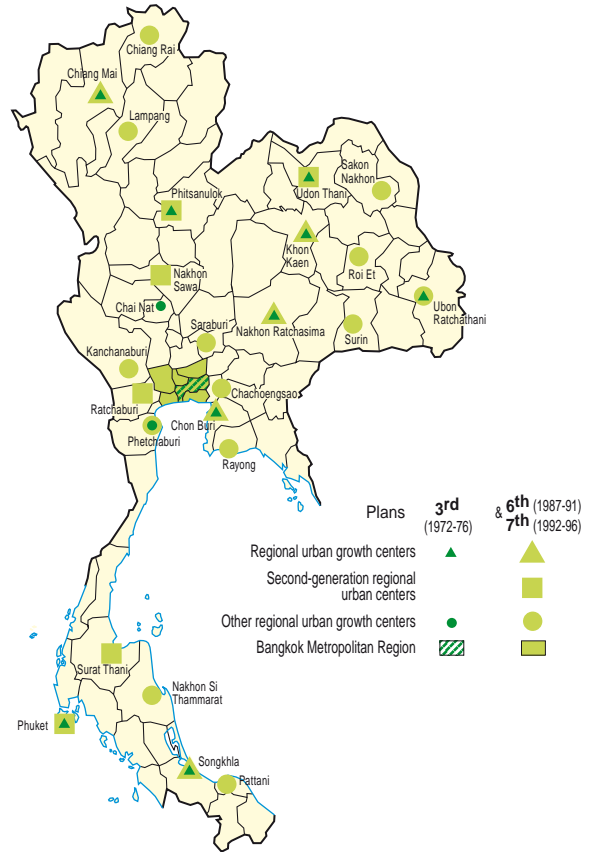 Chiang Rai
Chiang Mai
Lampang
Sakon
Nakhon
Udon Thani
Phitsanulok
Khon
Kaen
Roi Et
Nakhon
Sawa
Chai Nat
Ubon
Ratchathani
Nakhon Ratchasima
Surin
Saraburi
Kanchanaburi
Chachoengsao
Ratchaburi
Chon Buri
Phetchaburi
Rayong
Plans 3rd & 6th (1987-91)
(1972-76) 7th (1992-96)
Regional urban growth centers
Second-generation regional
urban centers
Other regional urban growth centers
Bangkok Metropolitan Region
Surat Thani
Nakhon Si
Thammarat
Phuket
Songkhla
Pattani